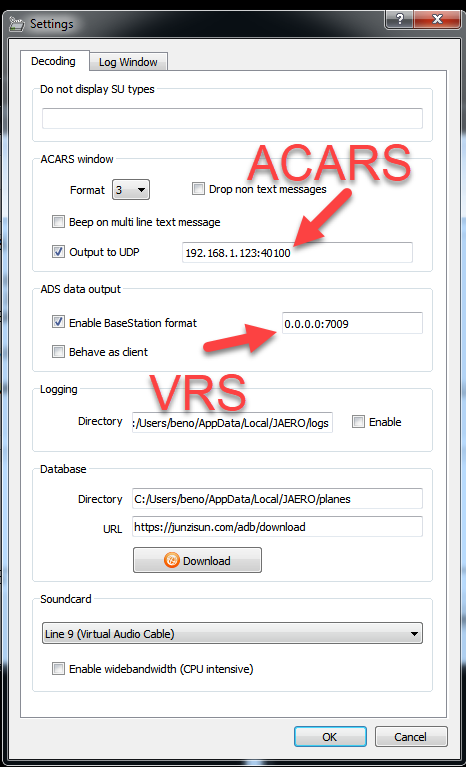 Settings
Decoding
Log Window
Do not display SU types
ACARS window
ACARS
Format 3
Drop non text messages
Beep on multi line text message
Output to UDP 192.168.1.123:40100
ADS data output
Enable BaseStation format 0.0.0.0:7009
Behave as client
VRS
Logging
Directory :/Users/beno/AppData/Local/JAERO/logs Enable
Database
Directory C:/Users/beno/AppData/Local/JAERO/planes
URL https://junzisun.com/adb/download
Download
Soundcard
Line 9 (Virtual Audio Cable)
Enable widebandwidth (CPU intensive)
OK
Cancel